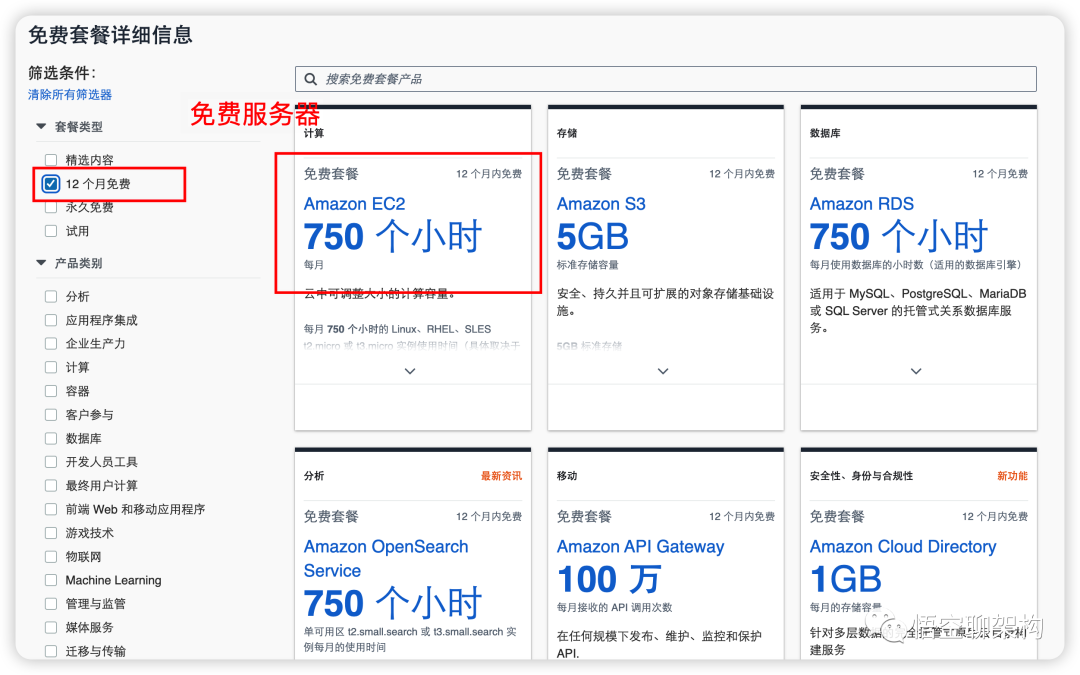 免费套餐详细信息
筛选条件：
清除所有筛选器
套餐类型
精选内容
12 个月免费
永久免费
试用
产品类别
分析
应用程序集成
企业生产力
计算
容器
客户参与
数据库
开发人员工具
最终用户计算
前端 Web 和移动应用程序
游戏技术
物联网
Machine Learning
管理与监管
媒体服务
迁移与传输
搜索免费套餐产品
免费服务器
计算
免费套餐 12 个月内免费
Amazon EC2
750 个小时
每月
云中可调整大小的计算容量。
每月 750 个小时的 Linux、RHEL、SLES
t2 micro 或 t3 micro 实例使用时间（具体取决于
存储
免费套餐 12 个月内免费
Amazon S3
5GB
标准存储容量
安全、持久并且可扩展的对象存储基础设
施。
5GB 标准存储
数据库
免费套餐 12 个月免费
Amazon RDS
750 个小时
每月使用数据库的小时数（适用的数据库引擎）
适用于 MySQL、PostgreSQL、MariaDB
或 SQL Server 的托管式关系数据库服
务。
分析 最新资讯
免费套餐 12 个月内免费
Amazon OpenSearch
Service
750 个小时
单可用区 t2.small.search 或 t3.small.search 实
例每月的使用时间
移动
免费套餐 12 个月内免费
Amazon API Gateway
100 万
每月接收的 API 调用次数
在任何规模下发布、维护、监控和保护
API.
安全性、身份与合规性 新功能
免费套餐 12 个月内免费
Amazon Cloud Directory
1GB
每月的存储容量
针对多层数据
建服务
悟空聊架构